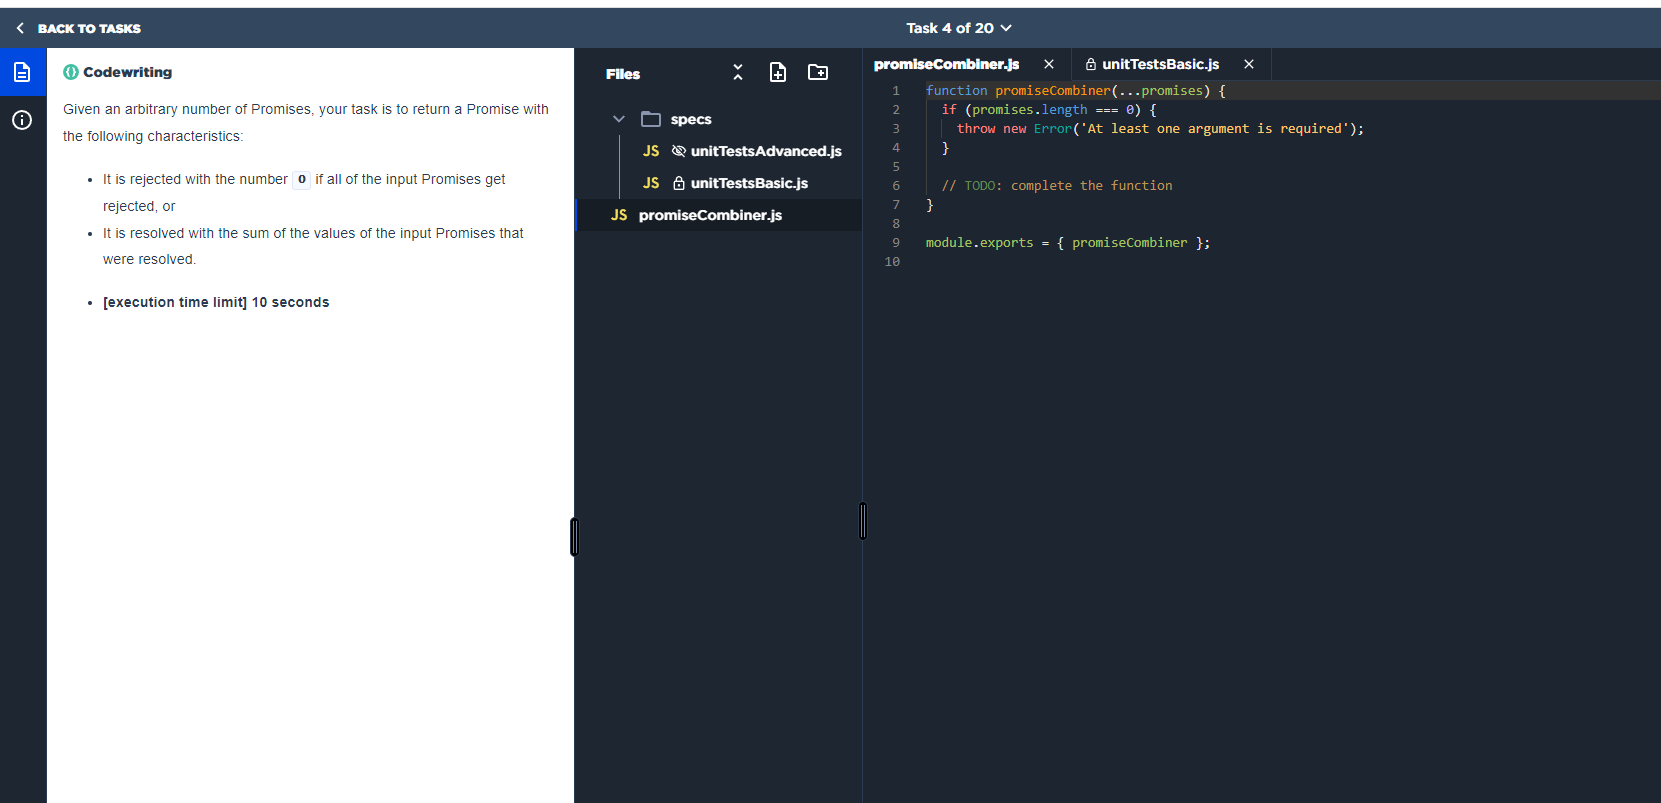 BACK TO TASKS
Task 4 of 20
Codewriting
Given an arbitrary number of Promises, your task is to return a Promise with
the following characteristics:
• It is rejected with the number 0 if all of the input Promises get
rejected, or
• It is resolved with the sum of the values of the input Promises that
were resolved.
• [execution time limit] 10 seconds
Files
specs
JS unitTestsAdvanced.js
JS unitTestsBasic.js
JS promiseCombiner.js
promiseCombiner.js
unitTestsBasic.js
1 function promiseCombiner(...promises) {
2 if (promises.length === 0) {
3 throw new Error('At least one argument is required');
4 }
5
6 // TODO: complete the function
7 }
8
9 module.exports = { promiseCombiner };
10